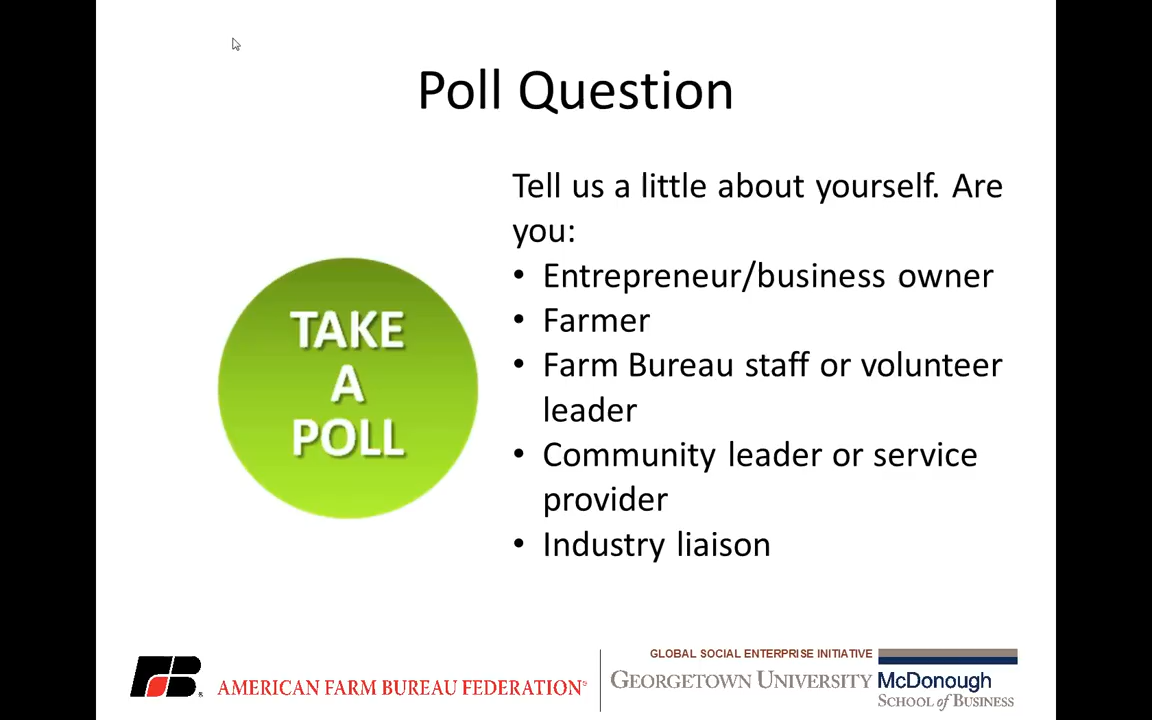 Poll Question
Tell us a little about yourself. Are
you:
• Entrepreneur/business owner
• Farmer
• Farm Bureau staff or volunteer
leader
• Community leader or service
provider
• Industry liaison
TAKE
A
POLL
FB®
AMERICAN FARM BUREAU FEDERATION®
GLOBAL SOCIAL ENTERPRISE INITIATIVE
GEORGETOWN UNIVERSITY McDonough
SCHOOL of BUSINESS